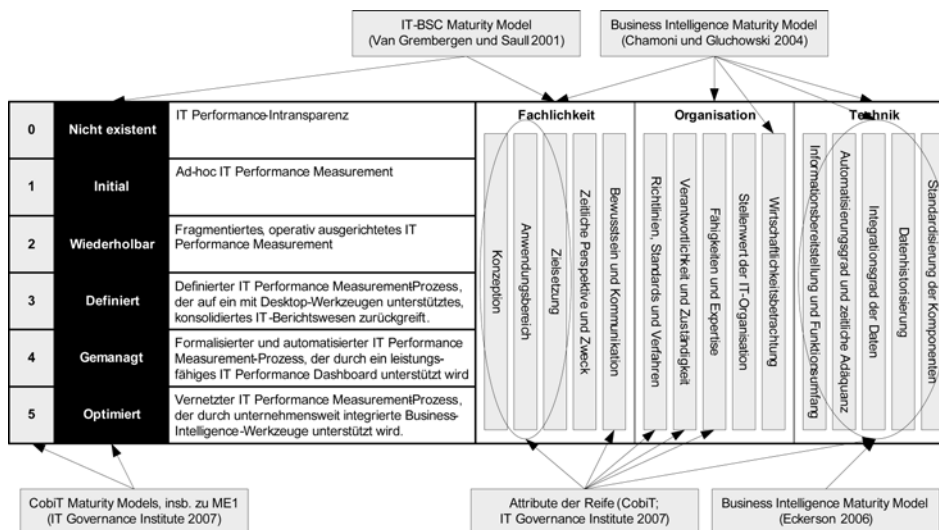 IT-BSC Maturity Model
(Van Grembergen und Saull 2001)
Business Intelligence Maturity Model
(Chamoni und Gluchowski 2004)
0
Nicht existent
IT Performance-Intransparenz
1
Initial
Ad-hoc IT Performance Measurement
2
Wiederholbar
Fragmentiertes, operativ ausgerichtetes IT
Performance Measurement
3
Definiert
Definierter IT Performance Measurement-Prozess,
der auf ein mit Desktop-Werkzeugen unterstütztes,
konsolidiertes IT-Berichtswesen zurückgreift.
4
Gemanagt
Formalisierter und automatisierter IT Performance
Measurement-Prozess, der durch ein leistungs-
fähiges IT Performance Dashboard unterstützt wird
5
Optimiert
Vernetzter IT Performance Measurement-Prozess,
der durch unternehmensweit integrierte Business-
Intelligence-Werkzeuge unterstützt wird.
Fachlichkeit
Konzeption
Anwendungsbereich
Zielsetzung
Zeitliche Perspektive und Zweck
Bewusstsein und Kommunikation
Organisation
Richtlinien, Standards und Verfahren
Verantwortlichkeit und Zuständigkeit
Fähigkeiten und Expertise
Stellenwert der IT-Organisation
Wirtschaftlichkeitsbetrachtung
Technik
Informationsbereitstellung und Funktionsumfang
Automatisierungsgrad und zeitliche Adäquanz
Integrationsgrad der Daten
Datenhistorisierung
Standardisierung der Komponenten
CobiT Maturity Models, insb. zu ME1
(IT Governance Institute 2007)
Attribute der Reife (CobiT;
IT Governance Institute 2007)
Business Intelligence Maturity Model
(Eckerson 2006)